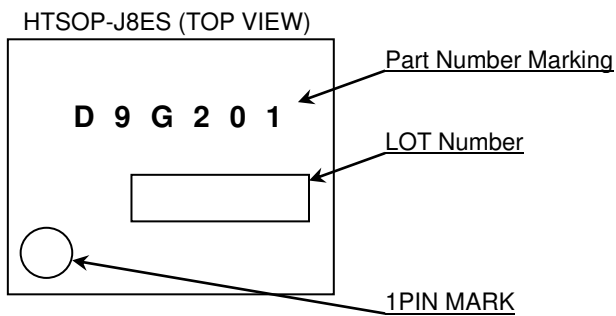 HTSOP-J8ES (TOP VIEW)
Part Number Marking
D 9 G 2 0 1
LOT Number
1PIN MARK